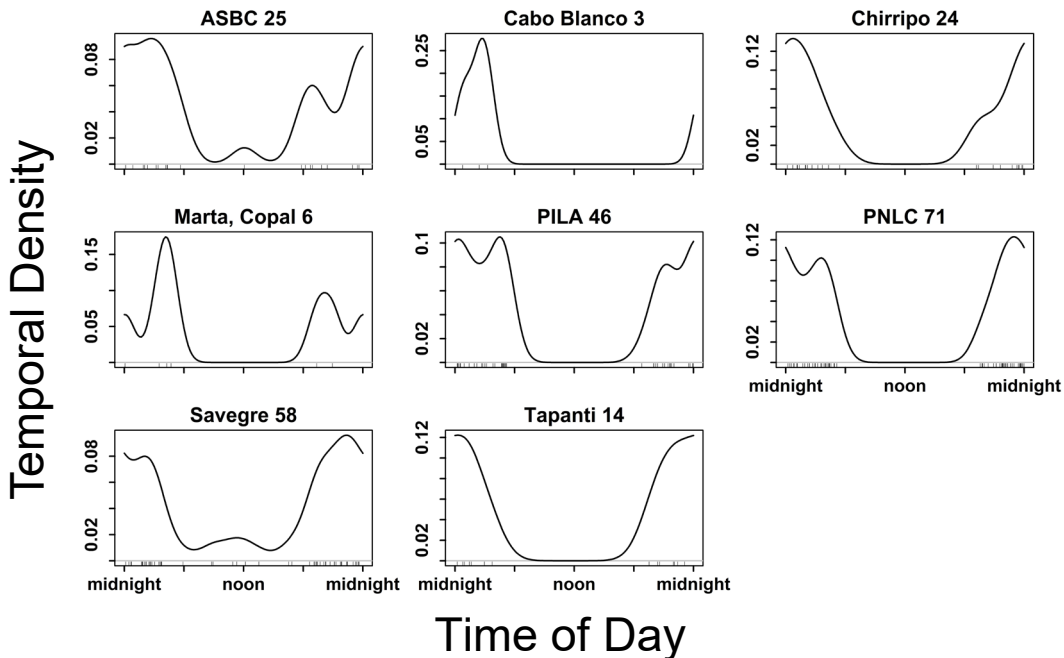 Temporal Density
ASBC 25
0.02 0.08
Cabo Blanco 3
0.05 0.25
Chirripo 24
0.02 0.12
Marta, Copal 6
0.05 0.15
PILA 46
0.02 0.1
PNLC 71
0.02 0.12
midnight noon midnight
Savegre 58
0.02 0.08
midnight noon midnight
Tapanti 14
0.02 0.12
midnight noon midnight
Time of Day